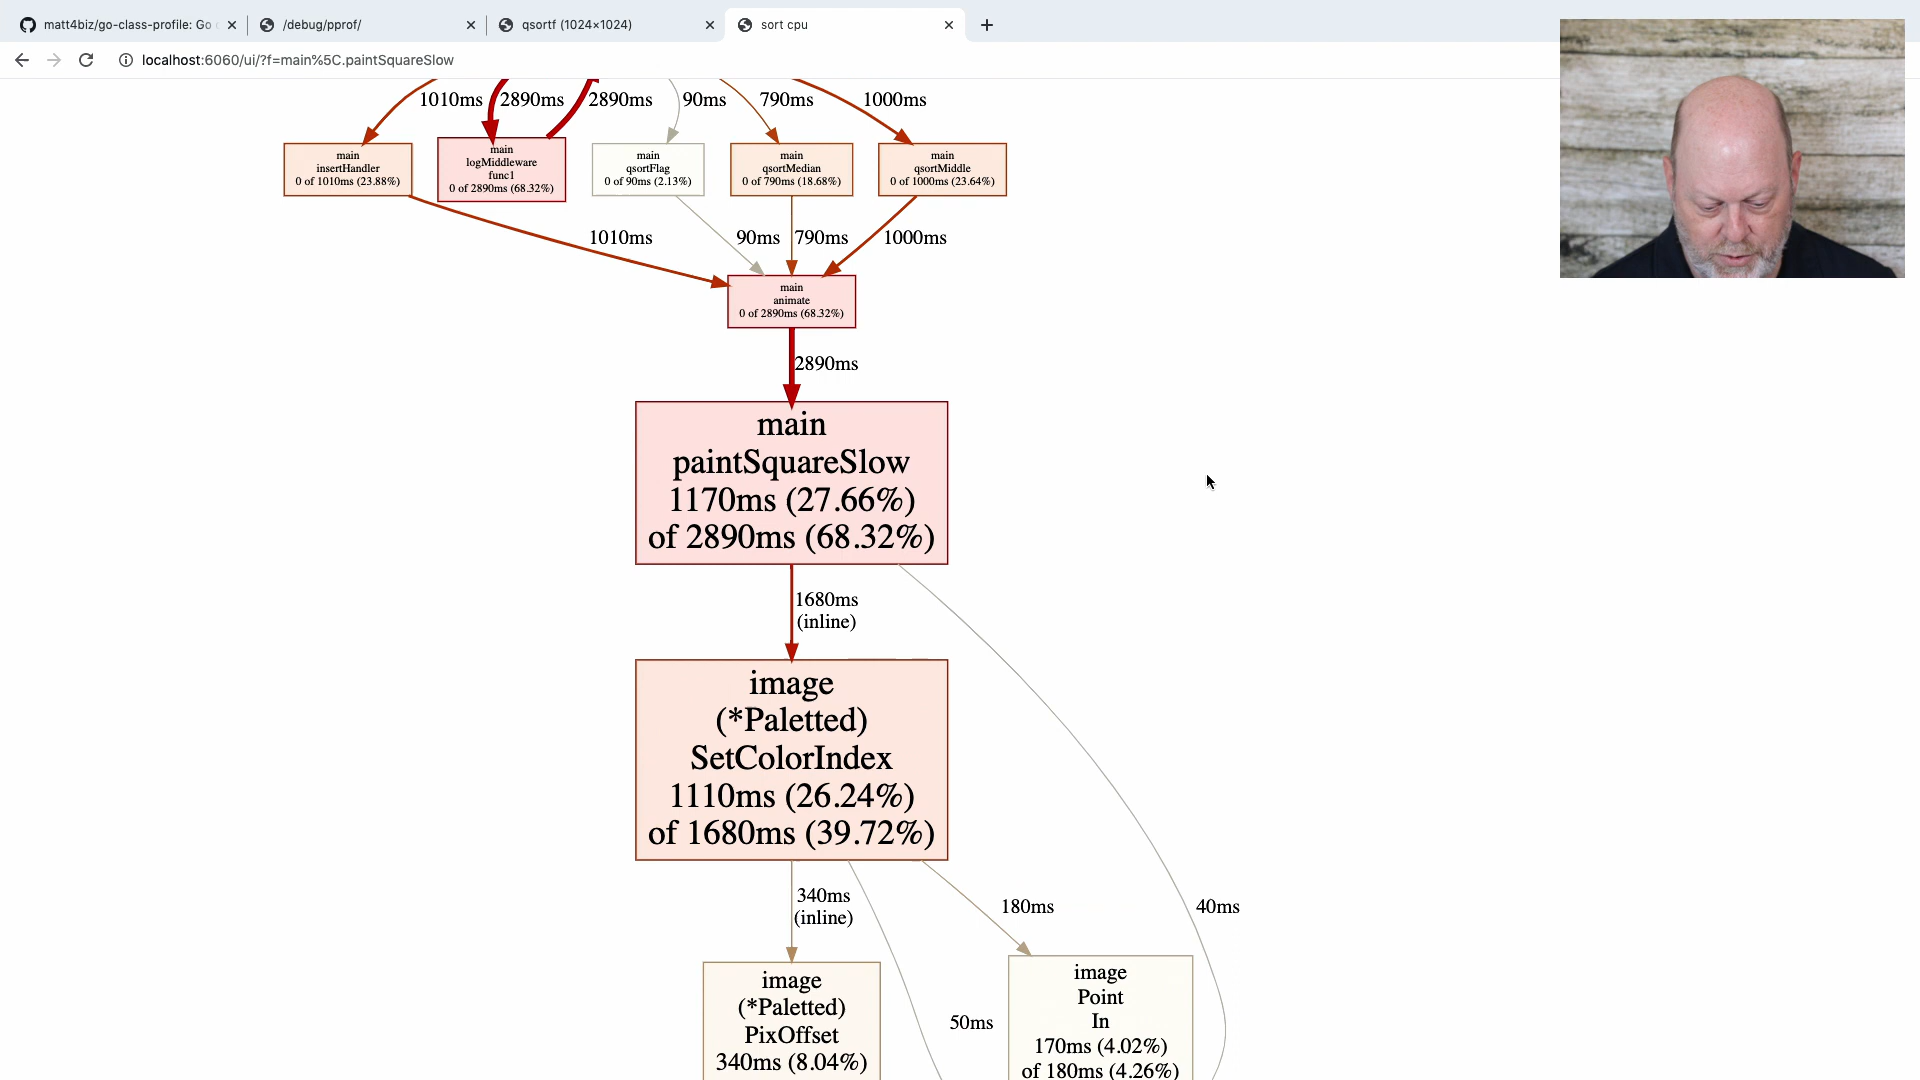 matt4biz/go-class-profile: Go
/debug/pprof/
qsortf (1024×1024)
sort cpu
localhost:6060/ui/?f=main%5C.paintSquareSlow
1010ms
2890ms
2890ms
90ms
790ms
1000ms
main
insertHandler
0 of 1010ms (23.88%)
main
logMiddleware
func1
0 of 2890ms (68.32%)
main
qsortFlag
0 of 90ms (2.13%)
main
qsortMedian
0 of 790ms (18.68%)
main
qsortMiddle
0 of 1000ms (23.64%)
1010ms
90ms
790ms
1000ms
main
animate
0 of 2890ms (68.32%)
2890ms
main
paintSquareSlow
1170ms (27.66%)
of 2890ms (68.32%)
1680ms
(inline)
image
(*Paletted)
SetColorIndex
1110ms (26.24%)
of 1680ms (39.72%)
340ms
(inline)
180ms
40ms
image
(*Paletted)
PixOffset
340ms (8.04%)
50ms
image
Point
In
170ms (4.02%)
of 180ms (4.26%)